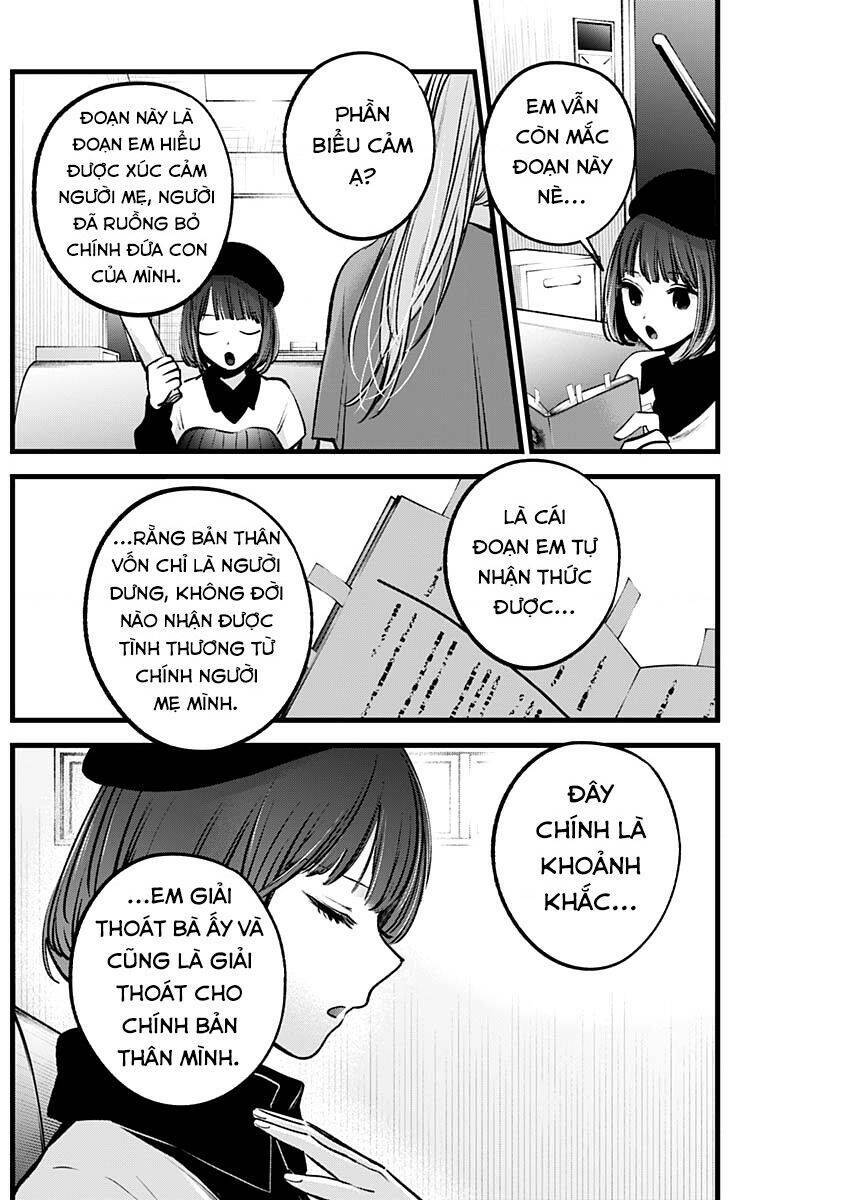 EM VẪN
CÒN MẮC
ĐOẠN NÀY
NÈ...
PHẦN
BIỂU CẢM
Ạ?
ĐOẠN NÀY LÀ
ĐOẠN EM HIỂU
ĐƯỢC XÚC CẢM
NGƯỜI MẸ, NGƯỜI
ĐÃ RUỒNG BỎ
CHÍNH ĐỨA CON
CỦA MÌNH.
LÀ CÁI
ĐOẠN EM TỰ
NHẬN THỨC
ĐƯỢC...
...RẰNG BẢN THÂN
VỐN CHỈ LÀ NGƯỜI
DƯNG, KHÔNG ĐỜI
NÀO NHẬN ĐƯỢC
TÌNH THƯƠNG TỪ
CHÍNH NGƯỜI
MẸ MÌNH.
ĐÂY
CHÍNH LÀ
KHOẢNH
KHẮC...
...EM GIẢI
THOÁT BÀ ẤY VÀ
CŨNG LÀ GIẢI
THOÁT CHO
CHÍNH BẢN
THÂN MÌNH.